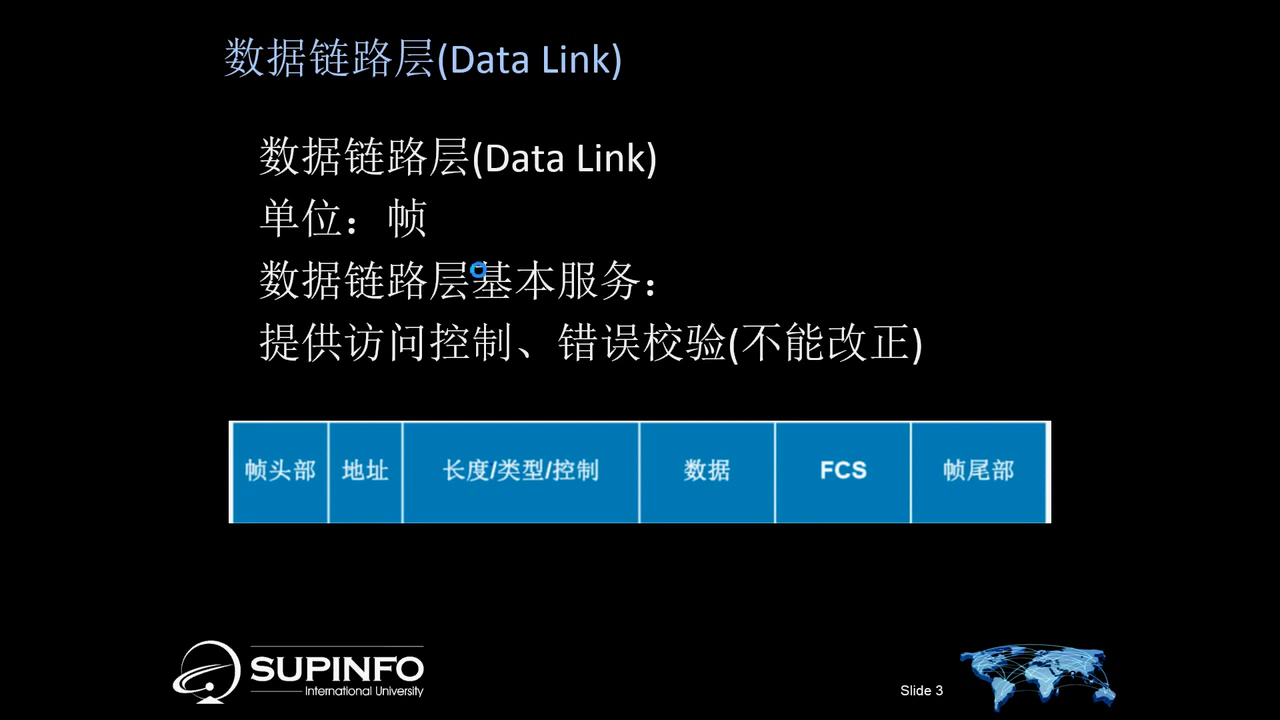 数据链路层(Data Link)
数据链路层(Data Link)
单位：帧
数据链路层基本服务：
提供访问控制、错误校验(不能改正)
帧头部 地址 长度/类型/控制 数据 FCS 帧尾部
SUPINFO
International University
Slide 3